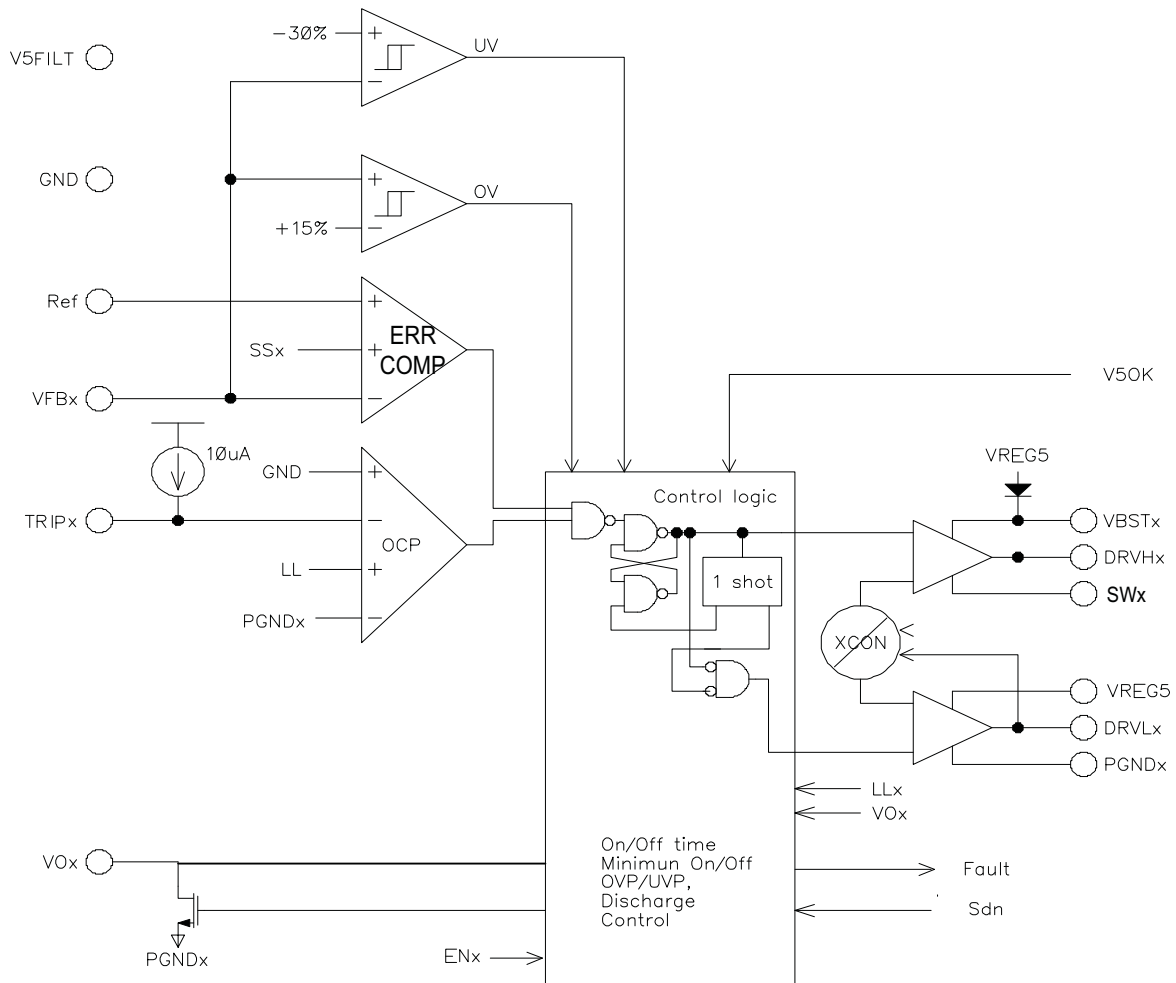 V5FILT
-30%
+
-
UV
GND
+
+15%
-
OV
Ref
+
SSx
+
ERR
COMP
VFBx
-
10uA
GND
+
TRIPx
-
OCP
LL
+
PGNDx
-
V5OK
Control logic
1 shot
VREG5
VBSTx
DRVHx
SWx
XCON
VREG5
DRVLx
PGNDx
LLx
VOx
VOx
PGNDx
On/Off time
Minimun On/Off
OVP/UVP,
Discharge
Control
Fault
Sdn
ENx